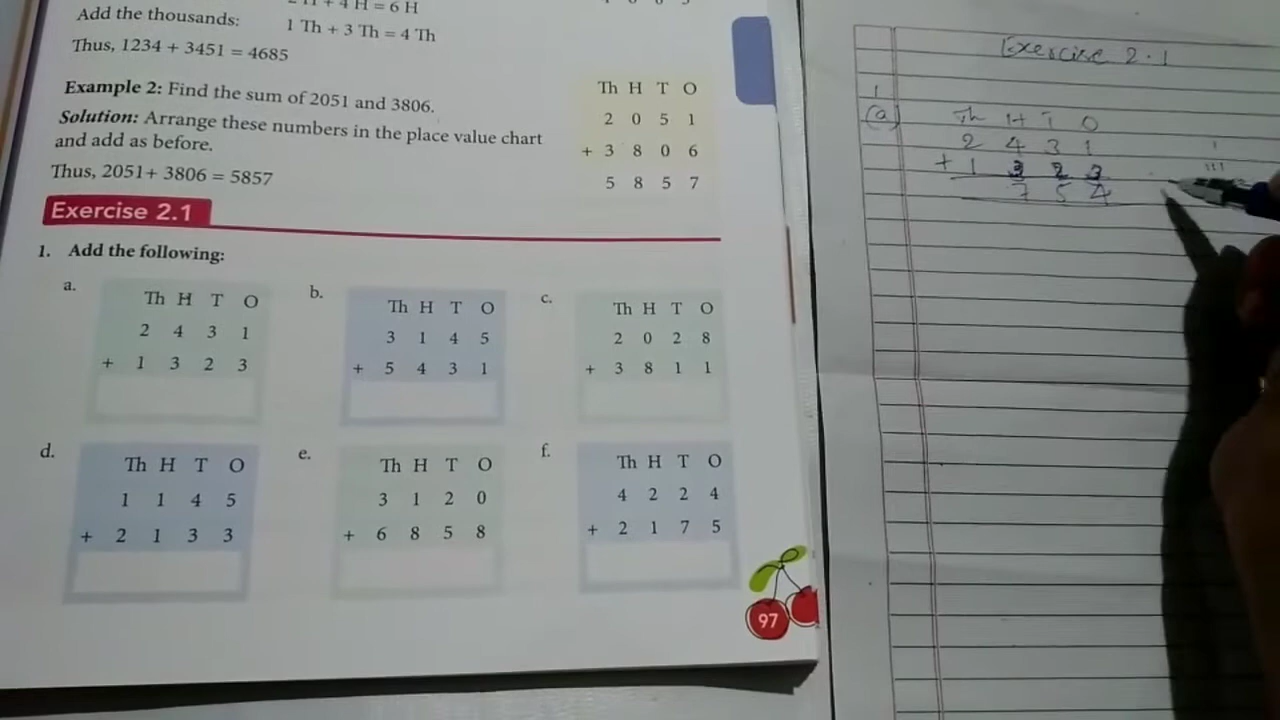 Add the thousands:
+ 4 H = 6 H
1 Th + 3 Th = 4 Th
Thus, 1234 + 3451 = 4685
Example 2: Find the sum of 2051 and 3806.
Solution: Arrange these numbers in the place value chart
and add as before.
Thus, 2051+ 3806 = 5857
Th H T O
2 0 5 1
+ 3 8 0 6
5 8 5 7
Exercise 2.1
1. Add the following:
a.
Th H T O
2 4 3 1
+ 1 3 2 3
b.
Th H T O
3 1 4 5
+ 5 4 3 1
c.
Th H T O
2 0 2 8
+ 3 8 1 1
d.
Th H T O
1 1 4 5
+ 2 1 3 3
e.
Th H T O
3 1 2 0
+ 6 8 5 8
f.
Th H T O
4 2 2 4
+ 2 1 7 5
97
Exercise 2.1
1
(a)
Th H T O
2 4 3 1
+ 1 3 2 3
7 5 4